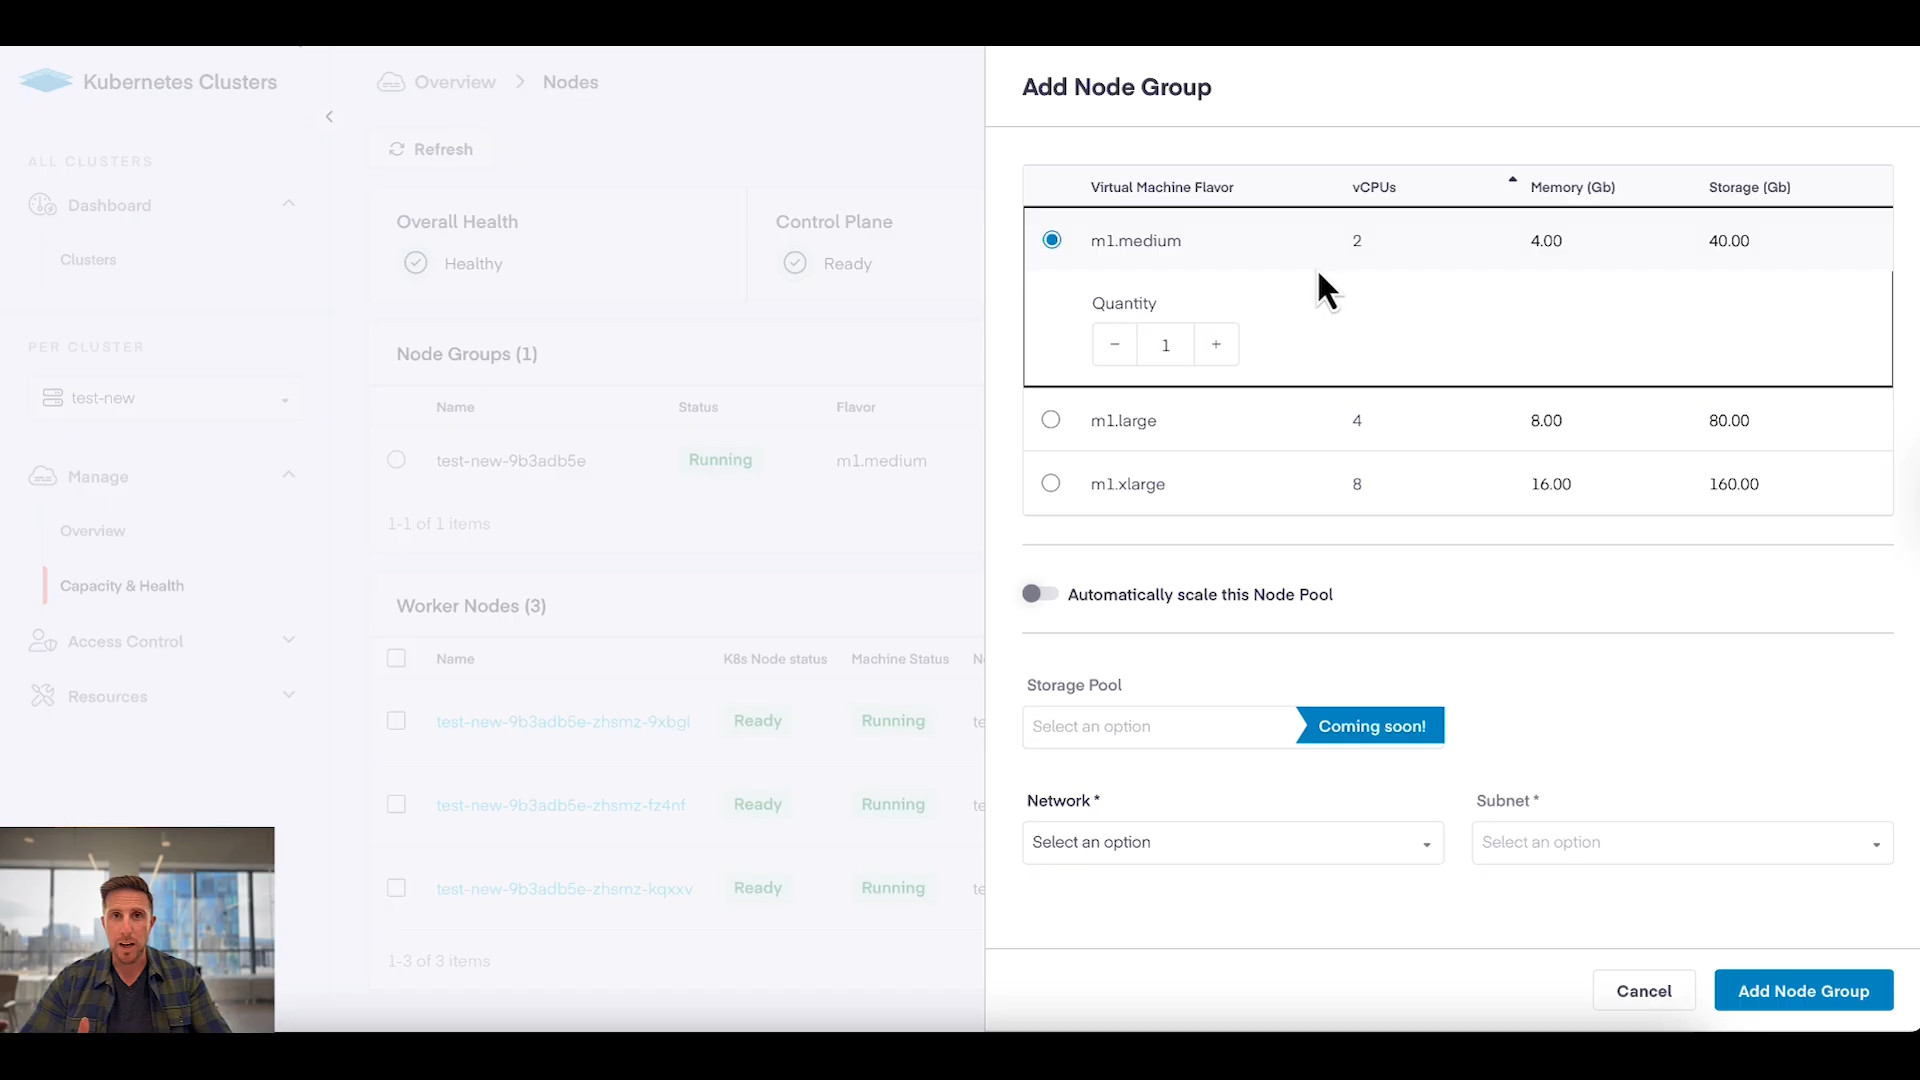 Kubernetes Clusters
ALL CLUSTERS
Dashboard
Clusters
PER CLUSTER
test-new
Manage
Overview
Capacity & Health
Access Control
Resources
Overview > Nodes
Refresh
Overall Health
Healthy
Control Plane
Ready
Node Groups (1)
Name Status Flavor
test-new-9b3adb5e Running m1.medium
1-1 of 1 items
Worker Nodes (3)
Name K8s Node status Machine Status
test-new-9b3adb5e-zhsmz-9xbgl Ready Running te
test-new-9b3adb5e-zhsmz-fz4nf Ready Running te
test-new-9b3adb5e-zhsmz-kqxxv Ready Running te
1-3 of 3 items
Add Node Group
Virtual Machine Flavor vCPUs Memory (Gb) Storage (Gb)
m1.medium 2 4.00 40.00
Quantity
− 1 +
m1.large 4 8.00 80.00
m1.xlarge 8 16.00 160.00
Automatically scale this Node Pool
Storage Pool
Select an option Coming soon!
Network * Subnet *
Select an option Select an option
Cancel Add Node Group